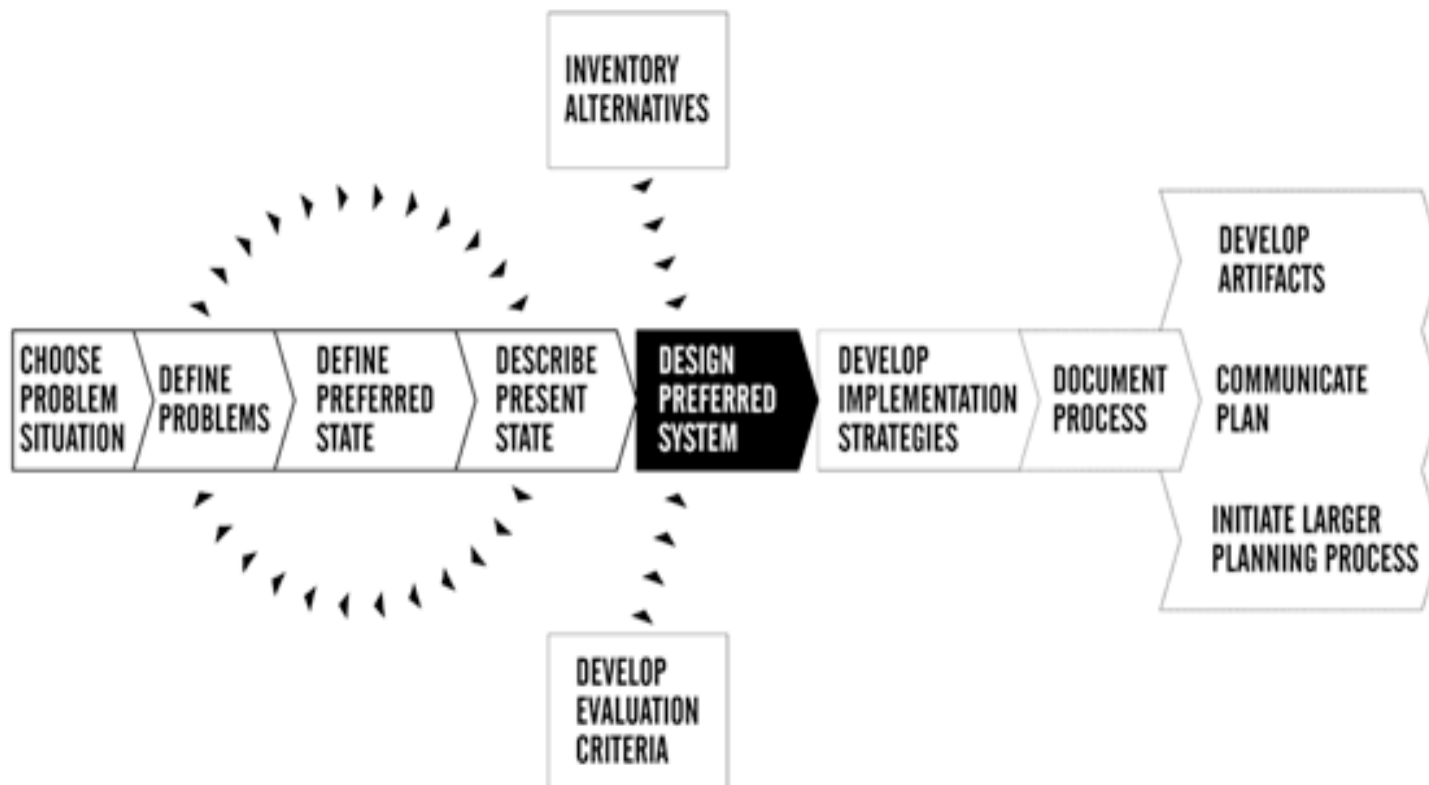 INVENTORY
ALTERNATIVES
CHOOSE
PROBLEM
SITUATION
DEFINE
PROBLEMS
DEFINE
PREFERRED
STATE
DESCRIBE
PRESENT
STATE
DESIGN
PREFERRED
SYSTEM
DEVELOP
IMPLEMENTATION
STRATEGIES
DOCUMENT
PROCESS
DEVELOP
ARTIFACTS
COMMUNICATE
PLAN
INITIATE LARGER
PLANNING PROCESS
DEVELOP
EVALUATION
CRITERIA